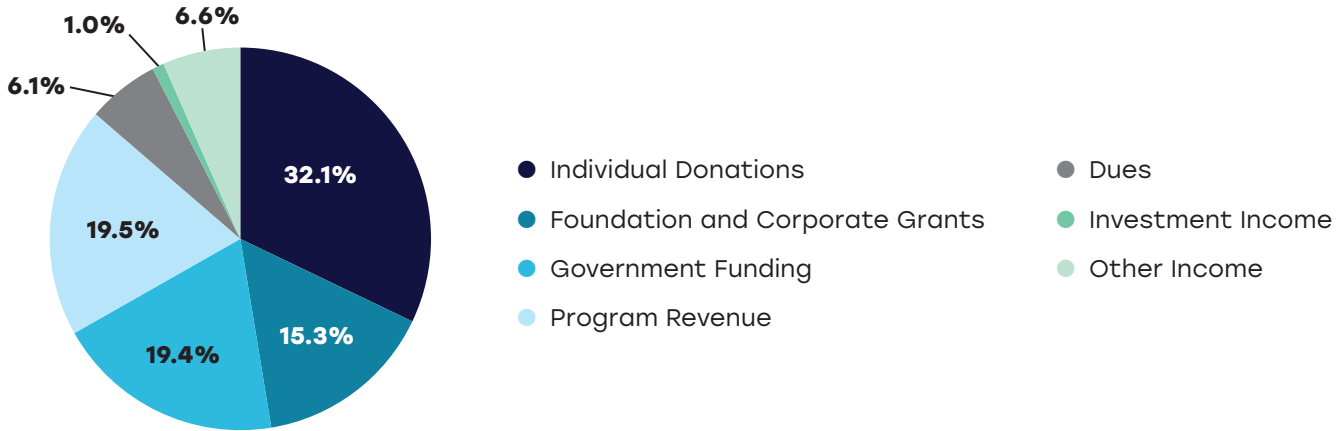 6.6%
1.0%
6.1%
32.1%
19.5%
15.3%
19.4%
Individual Donations
Foundation and Corporate Grants
Government Funding
Program Revenue
Dues
Investment Income
Other Income